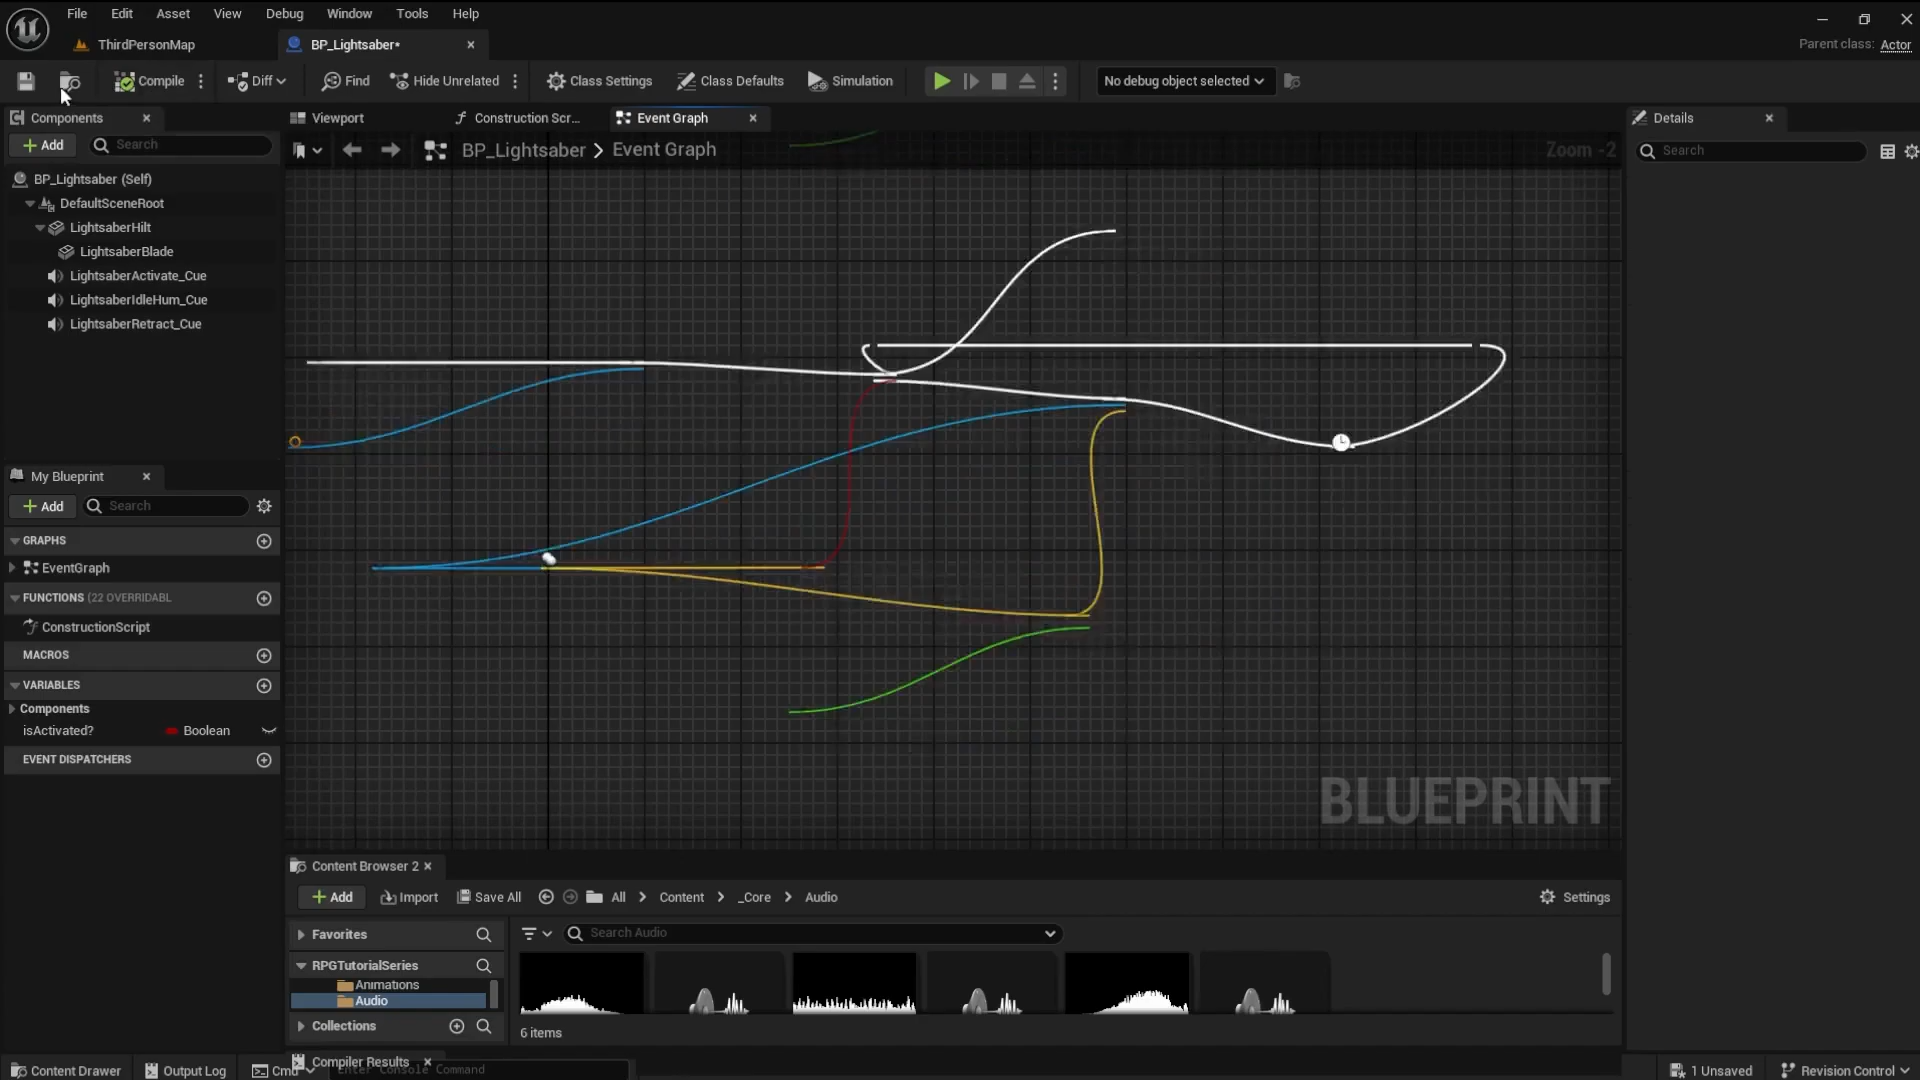 File Edit Asset View Debug Window Tools Help
ThirdPersonMap BP_Lightsaber* Parent class: Actor
Compile Diff Find Hide Unrelated Class Settings Class Defaults Simulation No debug object selected
Components
Add Search
BP_Lightsaber (Self)
DefaultSceneRoot
LightsaberHilt
LightsaberBlade
LightsaberActivate_Cue
LightsaberIdleHum_Cue
LightsaberRetract_Cue
Viewport Construction Scr... Event Graph
BP_Lightsaber > Event Graph Zoom -2
BLUEPRINT
Details
Search
My Blueprint
Add Search
GRAPHS
EventGraph
FUNCTIONS (22 OVERRIDABL
ConstructionScript
MACROS
VARIABLES
Components
isActivated? Boolean
EVENT DISPATCHERS
Content Browser 2
Add Import Save All All > Content > _Core > Audio Settings
Favorites
Search Audio
RPGTutorialSeries
Animations
Audio
Collections
6 items
Compiler Results
Content Drawer Output Log Cmd Enter Console Command 1 Unsaved Revision Control